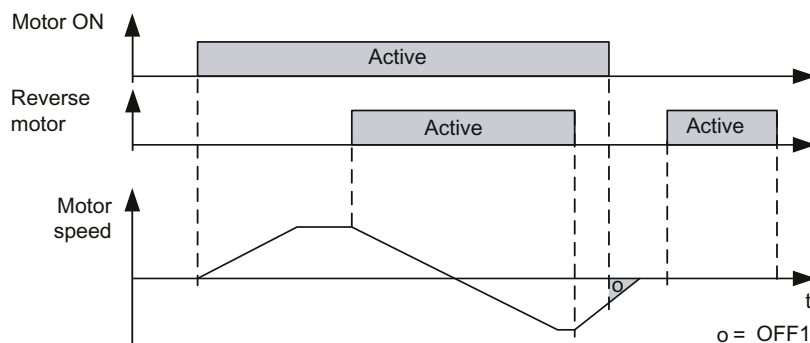 Motor ON
Active
Reverse
motor
Active
Active
Motor
speed
o
t
o = OFF1